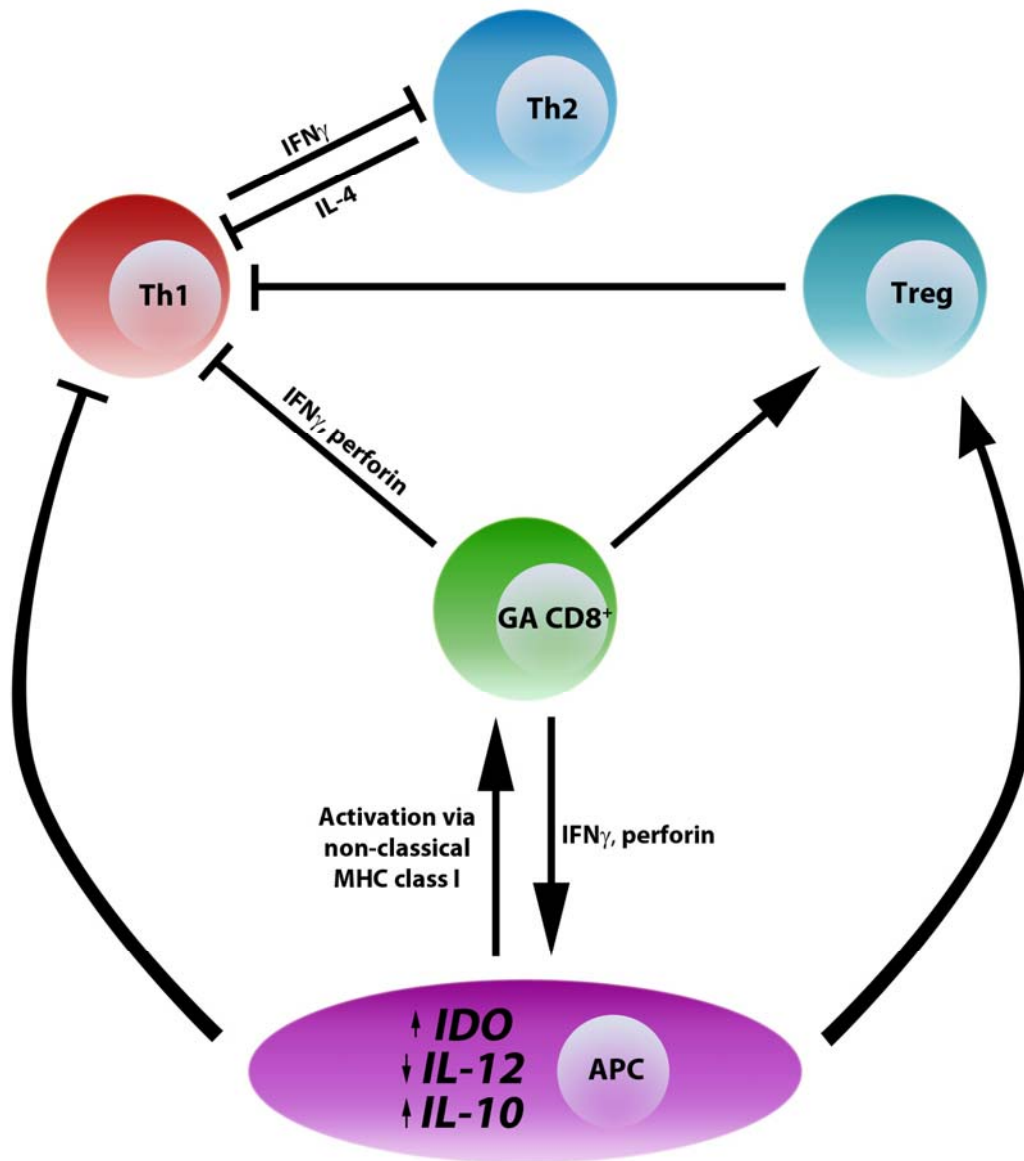 Th2
IFNγ
IL-4
Th1
Treg
IFNγ, perforin
GA CD8⁺
Activation via
non-classical
MHC class I
IFNγ, perforin
IDO
IL-12
IL-10
APC